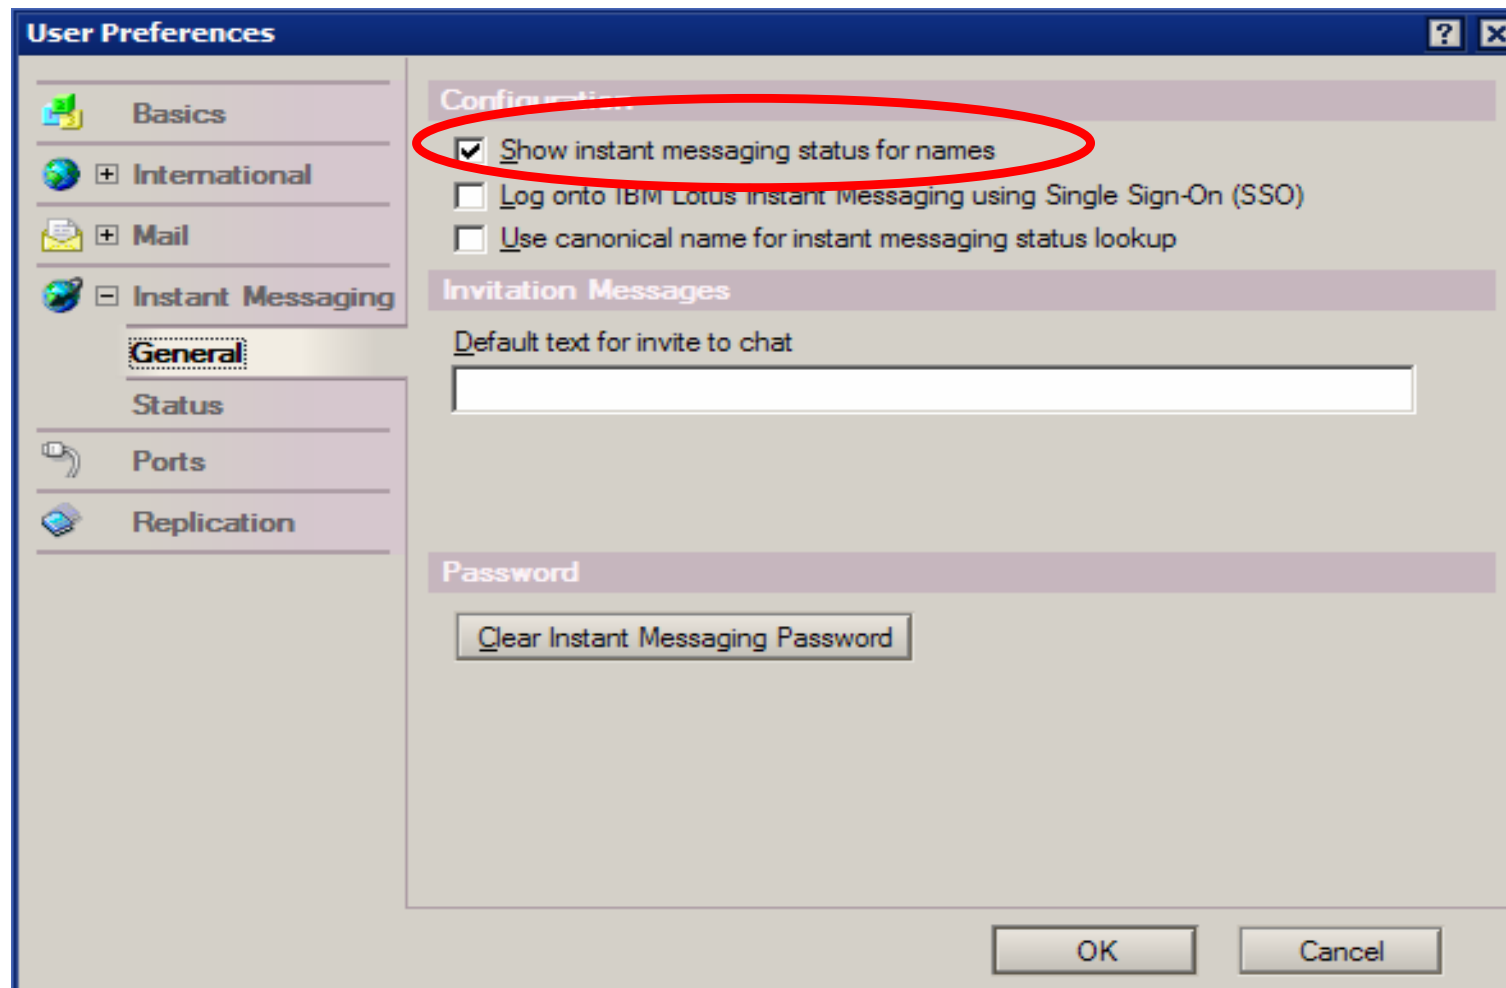 User Preferences
Basics
International
Mail
Instant Messaging
General
Status
Ports
Replication
Configuration
Show instant messaging status for names
Log onto IBM Lotus Instant Messaging using Single Sign-On (SSO)
Use canonical name for instant messaging status lookup
Invitation Messages
Default text for invite to chat
Password
Clear Instant Messaging Password
OK
Cancel